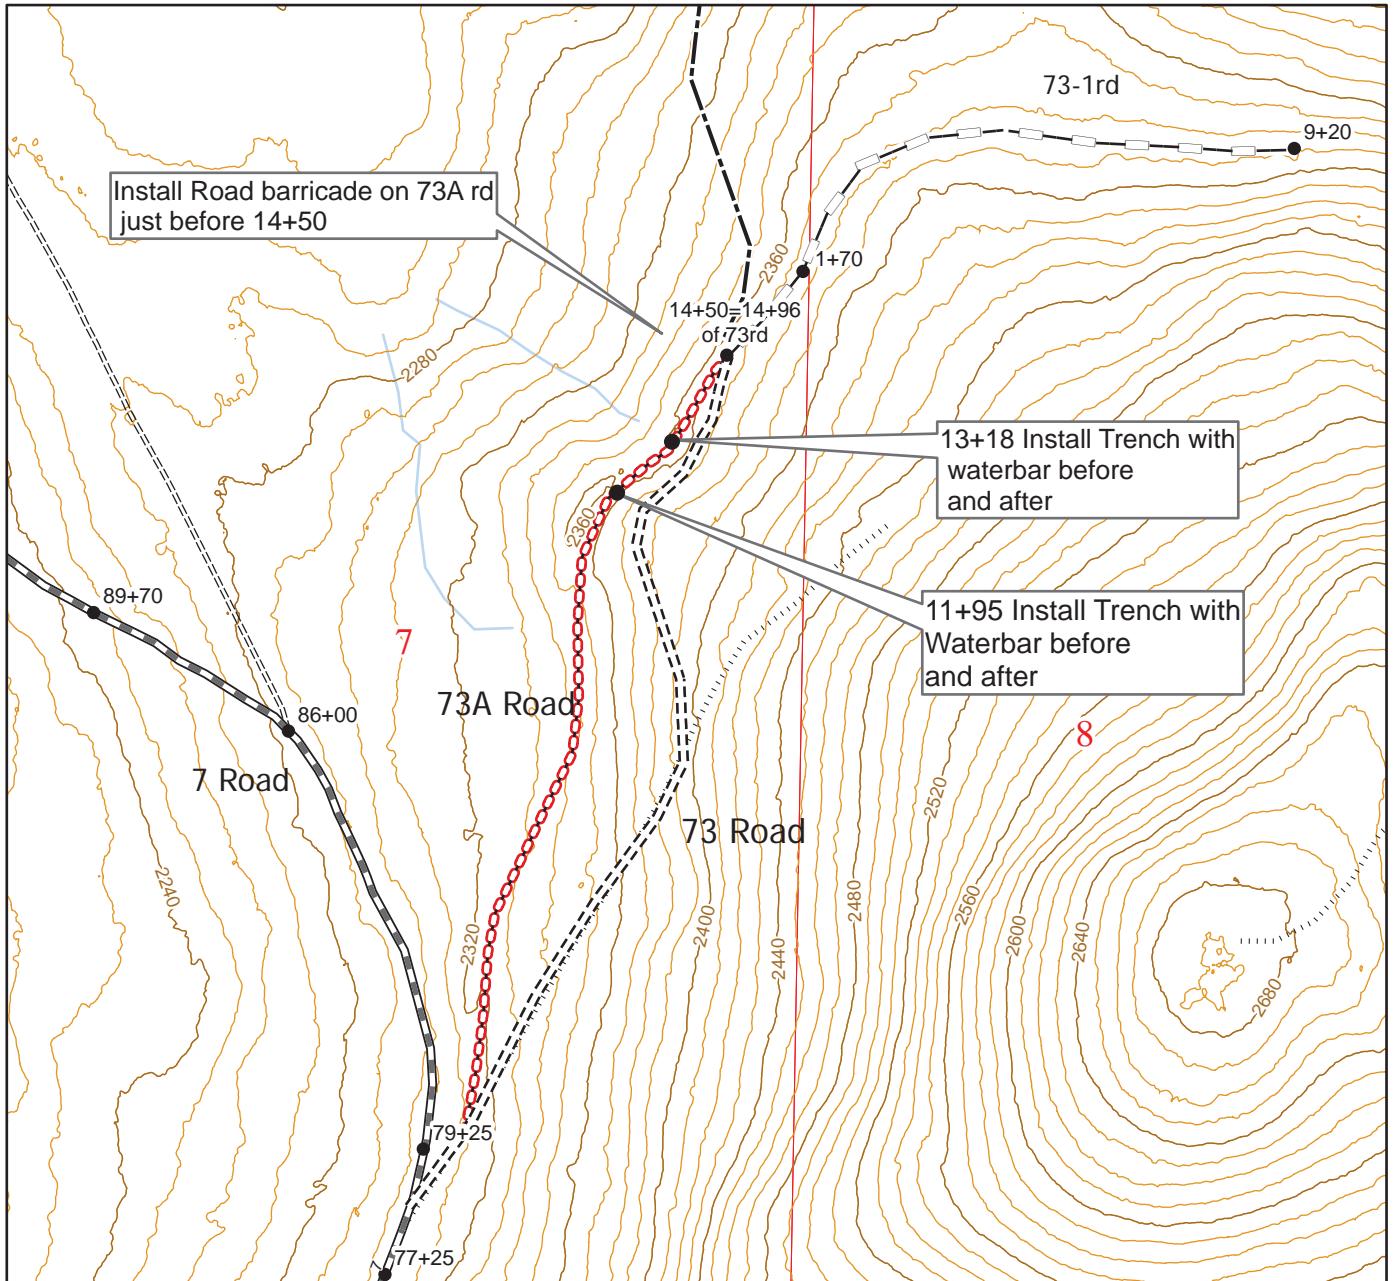 73-1rd
9+20
Install Road barricade on 73A rd
just before 14+50
2360
1+70
14+50=14+96
of 73rd
2280
13+18 Install Trench with
waterbar before
and after
2360
11+95 Install Trench with
Waterbar before
and after
89+70
7
73A Road
86+00
8
7 Road
2520
73 Road
2240
2320
2400
2440
2480
2560
2600
2640
2680
79+25
77+25